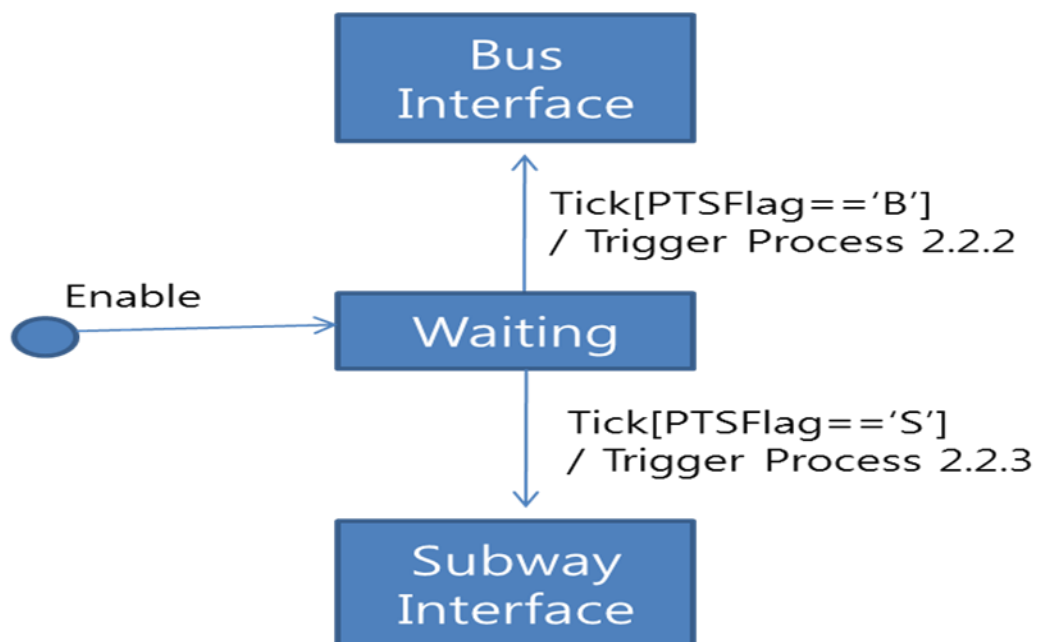 Bus
Interface
Tick[PTSFlag==‘B’]
/ Trigger Process 2.2.2
Enable
Waiting
Tick[PTSFlag==‘S’]
/ Trigger Process 2.2.3
Subway
Interface